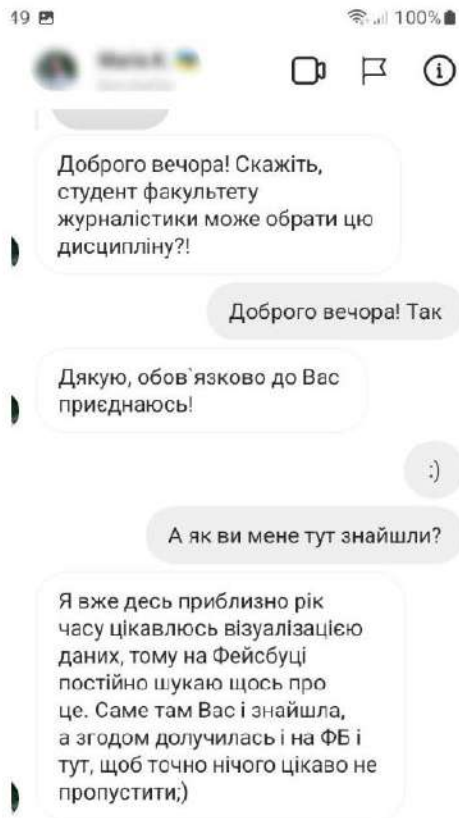 49
100%
Доброго вечора! Скажіть,
студент факультету
журналістики може обрати цю
дисципліну?!
Доброго вечора! Так
Дякую, обов`язково до Вас
приєднаюсь!
:)
А як ви мене тут знайшли?
Я вже десь приблизно рік
часу цікавлюсь візуалізацією
даних, тому на Фейсбуці
постійно шукаю щось про
це. Саме там Вас і знайшла,
а згодом долучилась і на ФБ і
тут, щоб точно нічого цікаво не
пропустити;)